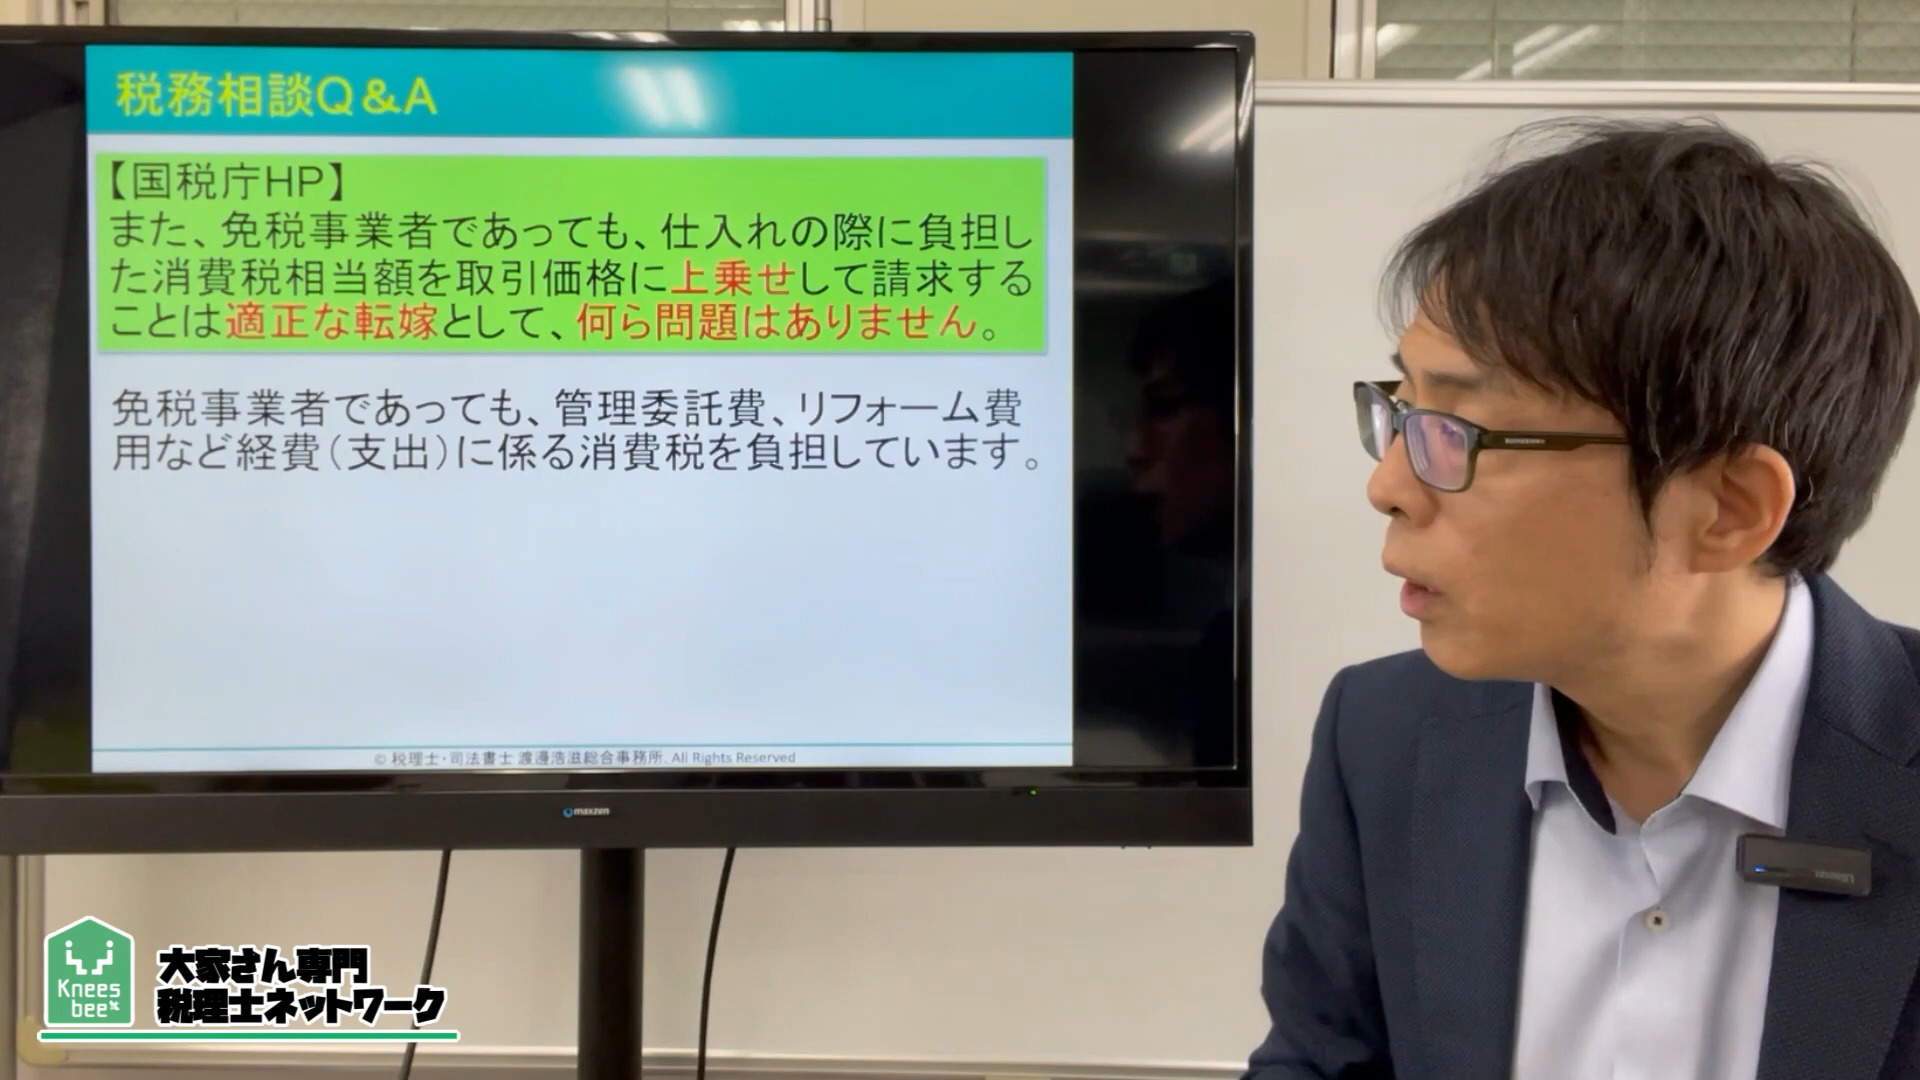 税務相談Q&A
【国税庁HP】
また、免税事業者であっても、仕入れの際に負担し
た消費税相当額を取引価格に上乗せして請求する
ことは適正な転嫁として、何ら問題はありません。
免税事業者であっても、管理委託費、リフォーム費
用など経費(支出)に係る消費税を負担しています。
© 税理士・司法書士 渡邊浩滋総合事務所. All Rights Reserved
maxzen
Knees
bee
大家さん専門
税理士ネットワーク